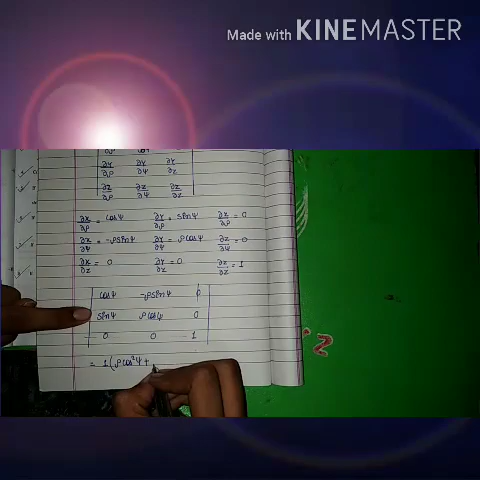 Made with KINEMASTER
∂Y/∂ρ ∂Y/∂ψ ∂Y/∂z
∂z/∂ρ ∂z/∂ψ ∂z/∂z
∂x/∂ρ = cosψ ∂Y/∂ρ = sinψ ∂z/∂ρ = 0
∂x/∂ψ = -ρsinψ ∂Y/∂ψ = ρcosψ ∂z/∂ψ = 0
∂x/∂z = 0 ∂Y/∂z = 0 ∂z/∂z = 1
cosψ -ρsinψ 0
sinψ ρcosψ 0
0 0 1
= 1(ρcos²ψ +